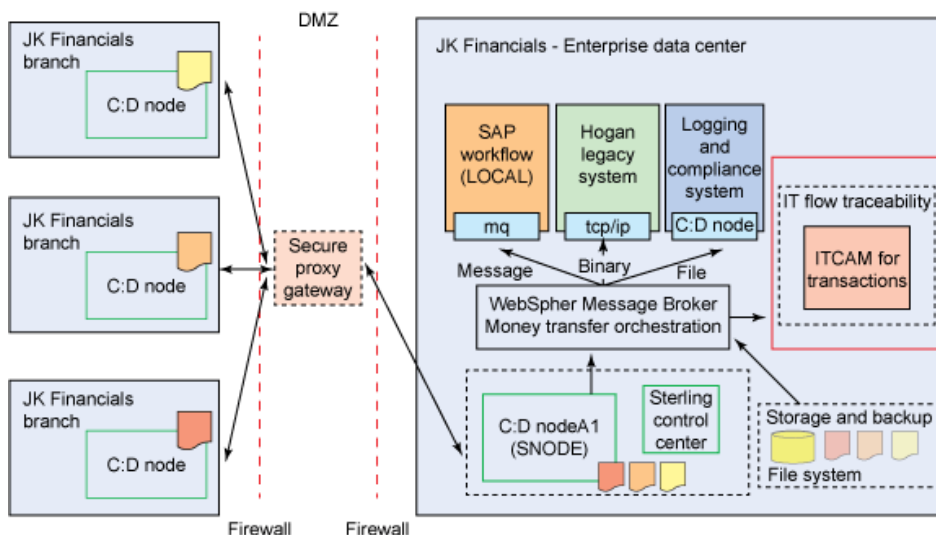 DMZ
JK Financials
branch
C:D node
JK Financials
branch
C:D node
JK Financials
branch
C:D node
Secure
proxy
gateway
Firewall
Firewall
JK Financials - Enterprise data center
SAP
workflow
(LOCAL)
mq
Hogan
legacy
system
tcp/ip
Logging
and
compliance
system
C:D node
Message
Binary
File
WebSpher Message Broker
Money transfer orchestration
IT flow traceability
ITCAM for
transactions
C:D nodeA1
(SNODE)
Sterling
control
center
Storage and backup
File system